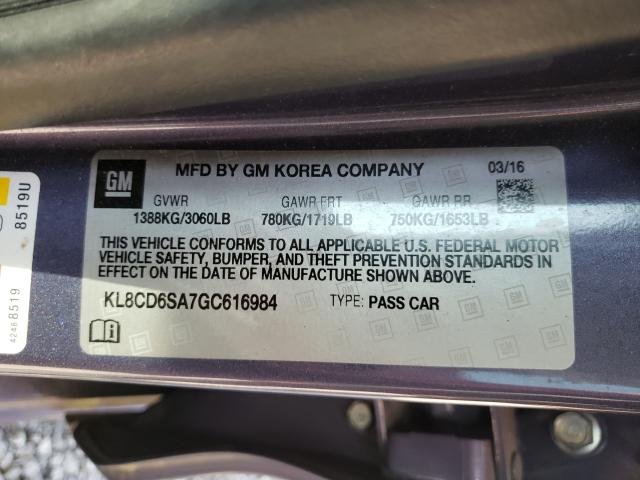 GM
MFD BY GM KOREA COMPANY
03/16
GVWR GAWR FRT GAWR RR
1388KG/3060LB 780KG/1719LB 750KG/1653LB
THIS VEHICLE CONFORMS TO ALL APPLICABLE U.S. FEDERAL MOTOR
VEHICLE SAFETY, BUMPER, AND THEFT PREVENTION STANDARDS IN
EFFECT ON THE DATE OF MANUFACTURE SHOWN ABOVE.
KL8CD6SA7GC616984 TYPE: PASS CAR
8519U
42468519